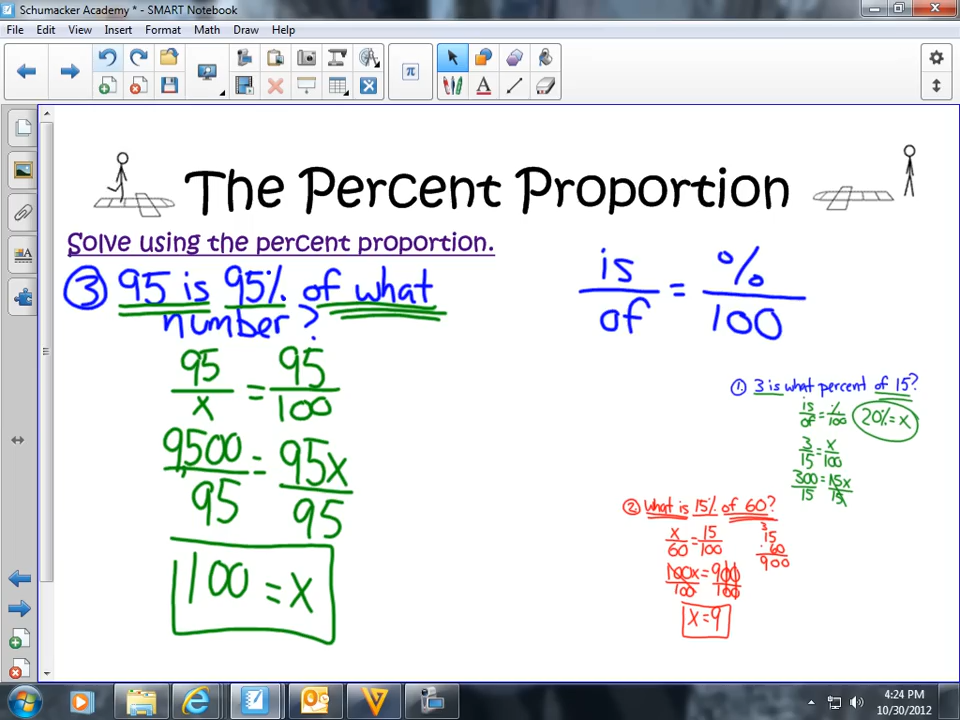 Schumacker Academy * - SMART Notebook
File Edit View Insert Format Math Draw Help
π
The Percent Proportion
Solve using the percent proportion.
③ 95 is 95% of what
number?
95/x = 95/100
9500/95 = 95x/95
100 = x
is/of = %/100
①. 3 is what percent of 15?
is/of = %/100
20% = x
3/15 = x/100
300/15 = 15x/15
② What is 15% of 60?
x/60 = 15/100
3
15
· 60
900
100x/100 = 900/100
x = 9
4:24 PM
10/30/2012